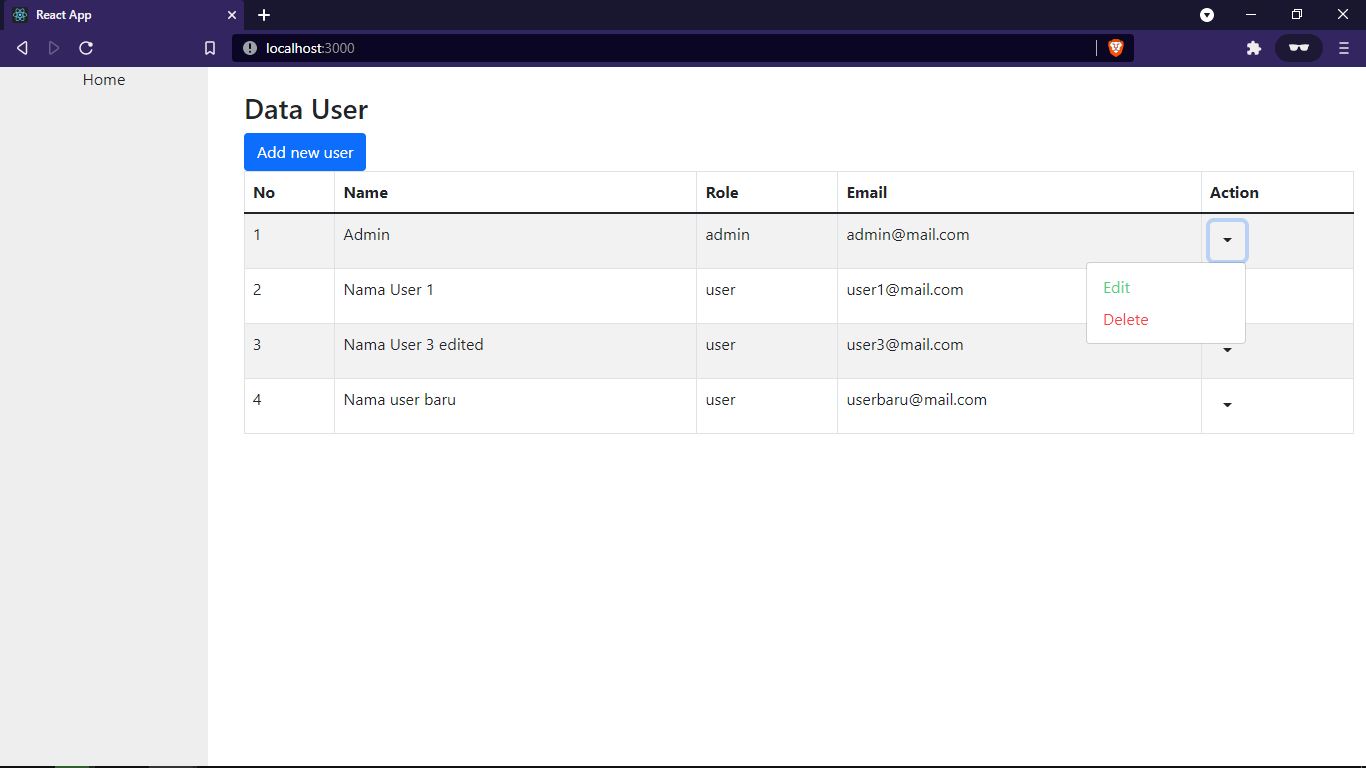 React App
localhost:3000
Home
Data User
Add new user
No Name Role Email Action
1 Admin admin admin@mail.com
2 Nama User 1 user user1@mail.com
Edit
Delete
3 Nama User 3 edited user user3@mail.com
4 Nama user baru user userbaru@mail.com